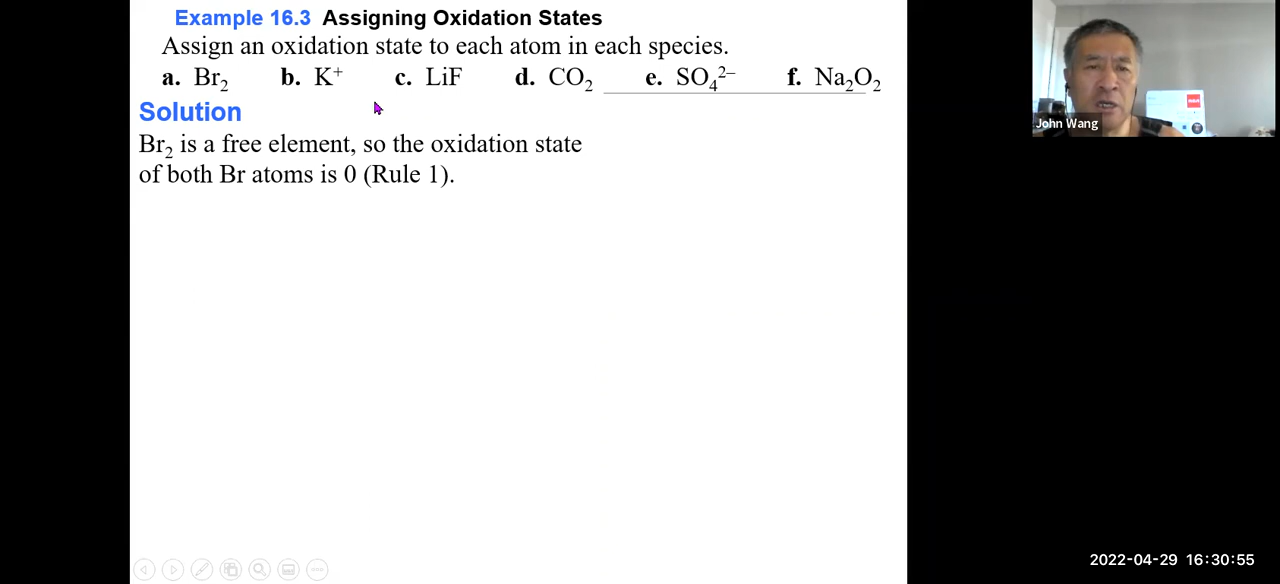 Example 16.3 Assigning Oxidation States
Assign an oxidation state to each atom in each species.
a. Br₂ b. K⁺ c. LiF d. CO₂ e. SO₄²⁻ f. Na₂O₂
Solution
Br₂ is a free element, so the oxidation state
of both Br atoms is 0 (Rule 1).
John Wang
2022-04-29 16:30:55